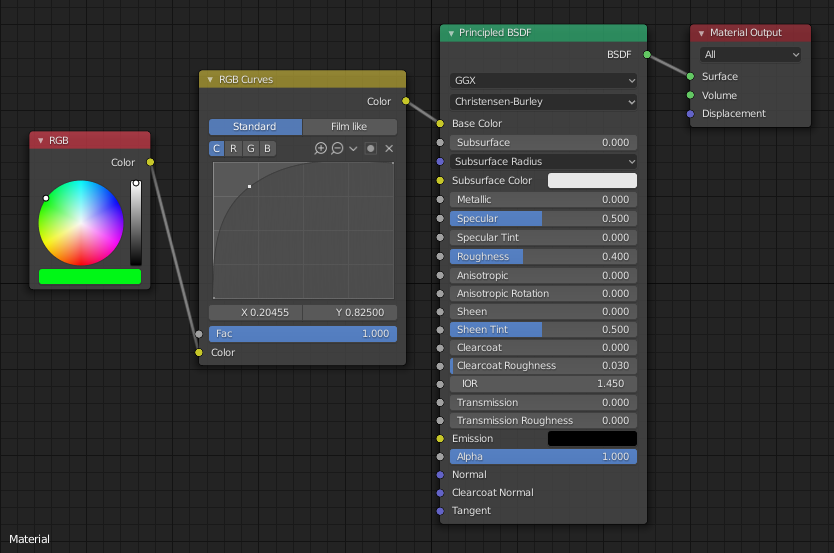 RGB
Color
RGB Curves
Color
Standard Film like
C R G B
X 0.20455 Y 0.82500
Fac 1.000
Color
Principled BSDF
BSDF
GGX
Christensen-Burley
Base Color
Subsurface 0.000
Subsurface Radius
Subsurface Color
Metallic 0.000
Specular 0.500
Specular Tint 0.000
Roughness 0.400
Anisotropic 0.000
Anisotropic Rotation 0.000
Sheen 0.000
Sheen Tint 0.500
Clearcoat 0.000
Clearcoat Roughness 0.030
IOR 1.450
Transmission 0.000
Transmission Roughness 0.000
Emission
Alpha 1.000
Normal
Clearcoat Normal
Tangent
Material Output
All
Surface
Volume
Displacement
Material